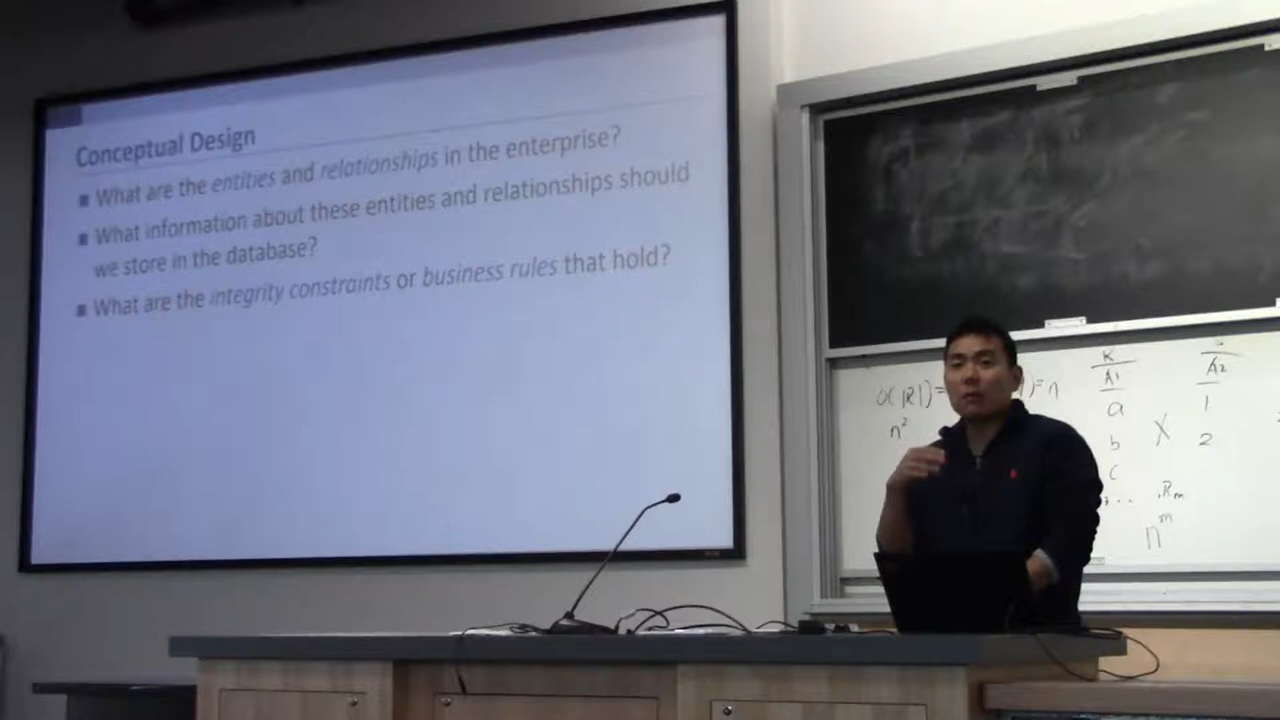 Conceptual Design
■ What are the entities and relationships in the enterprise?
■ What information about these entities and relationships should
we store in the database?
■ What are the integrity constraints or business rules that hold?
O(|R|)= )=n
n²
R
A1
a
b
c
X
A2
1
2
.. , Rm
n^m